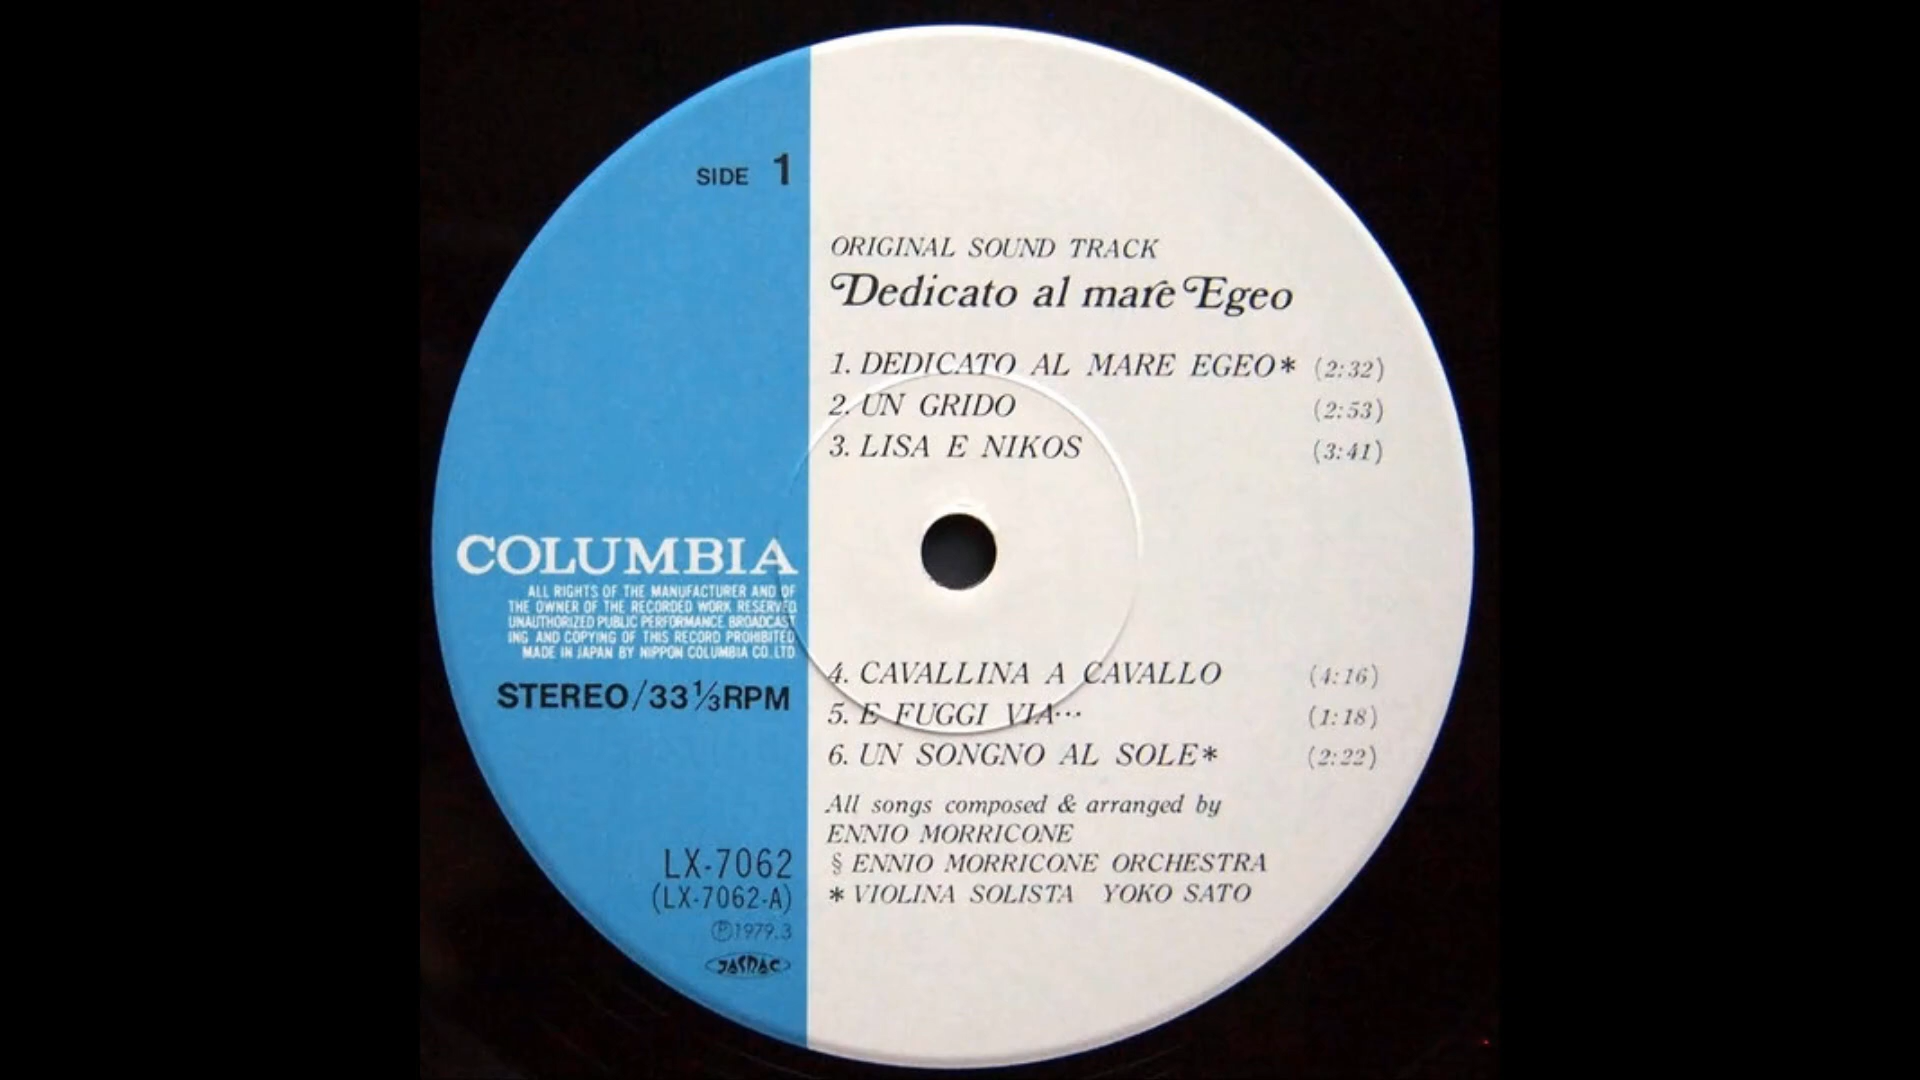 SIDE 1
ORIGINAL SOUND TRACK
Dedicato al mare Egeo
1. DEDICATO AL MARE EGEO* (2:32)
2. UN GRIDO (2:53)
3. LISA E NIKOS (3:41)
COLUMBIA
ALL RIGHTS OF THE MANUFACTURER AND OF
THE OWNER OF THE RECORDED WORK RESERVED
UNAUTHORIZED PUBLIC PERFORMANCE BROADCAST
ING AND COPYING OF THIS RECORD PROHIBITED
MADE IN JAPAN BY NIPPON COLUMBIA CO.LTD
STEREO/33⅓RPM
4. CAVALLINA A CAVALLO (4:16)
5. E FUGGI VIA… (1:18)
6. UN SONGNO AL SOLE* (2:22)
All songs composed & arranged by
ENNIO MORRICONE
§ ENNIO MORRICONE ORCHESTRA
* VIOLINA SOLISTA YOKO SATO
LX-7062
(LX-7062-A)
Ⓟ1979.3
JASRAC